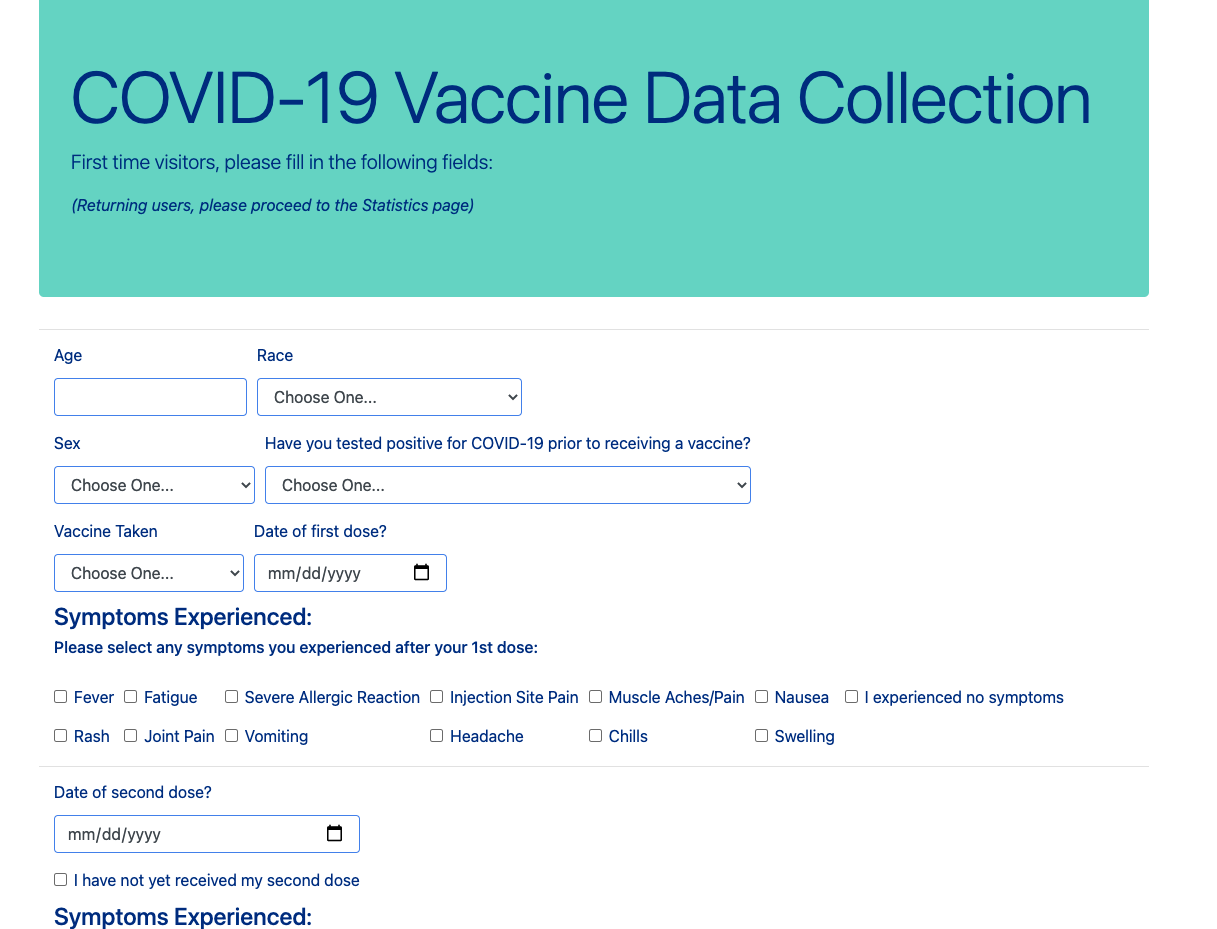 COVID-19 Vaccine Data Collection
First time visitors, please fill in the following fields:
(Returning users, please proceed to the Statistics page)
Age Race
Choose One...
Sex Have you tested positive for COVID-19 prior to receiving a vaccine?
Choose One... Choose One...
Vaccine Taken Date of first dose?
Choose One... mm/dd/yyyy
Symptoms Experienced:
Please select any symptoms you experienced after your 1st dose:
Fever Fatigue Severe Allergic Reaction Injection Site Pain Muscle Aches/Pain Nausea I experienced no symptoms
Rash Joint Pain Vomiting Headache Chills Swelling
Date of second dose?
mm/dd/yyyy
I have not yet received my second dose
Symptoms Experienced: